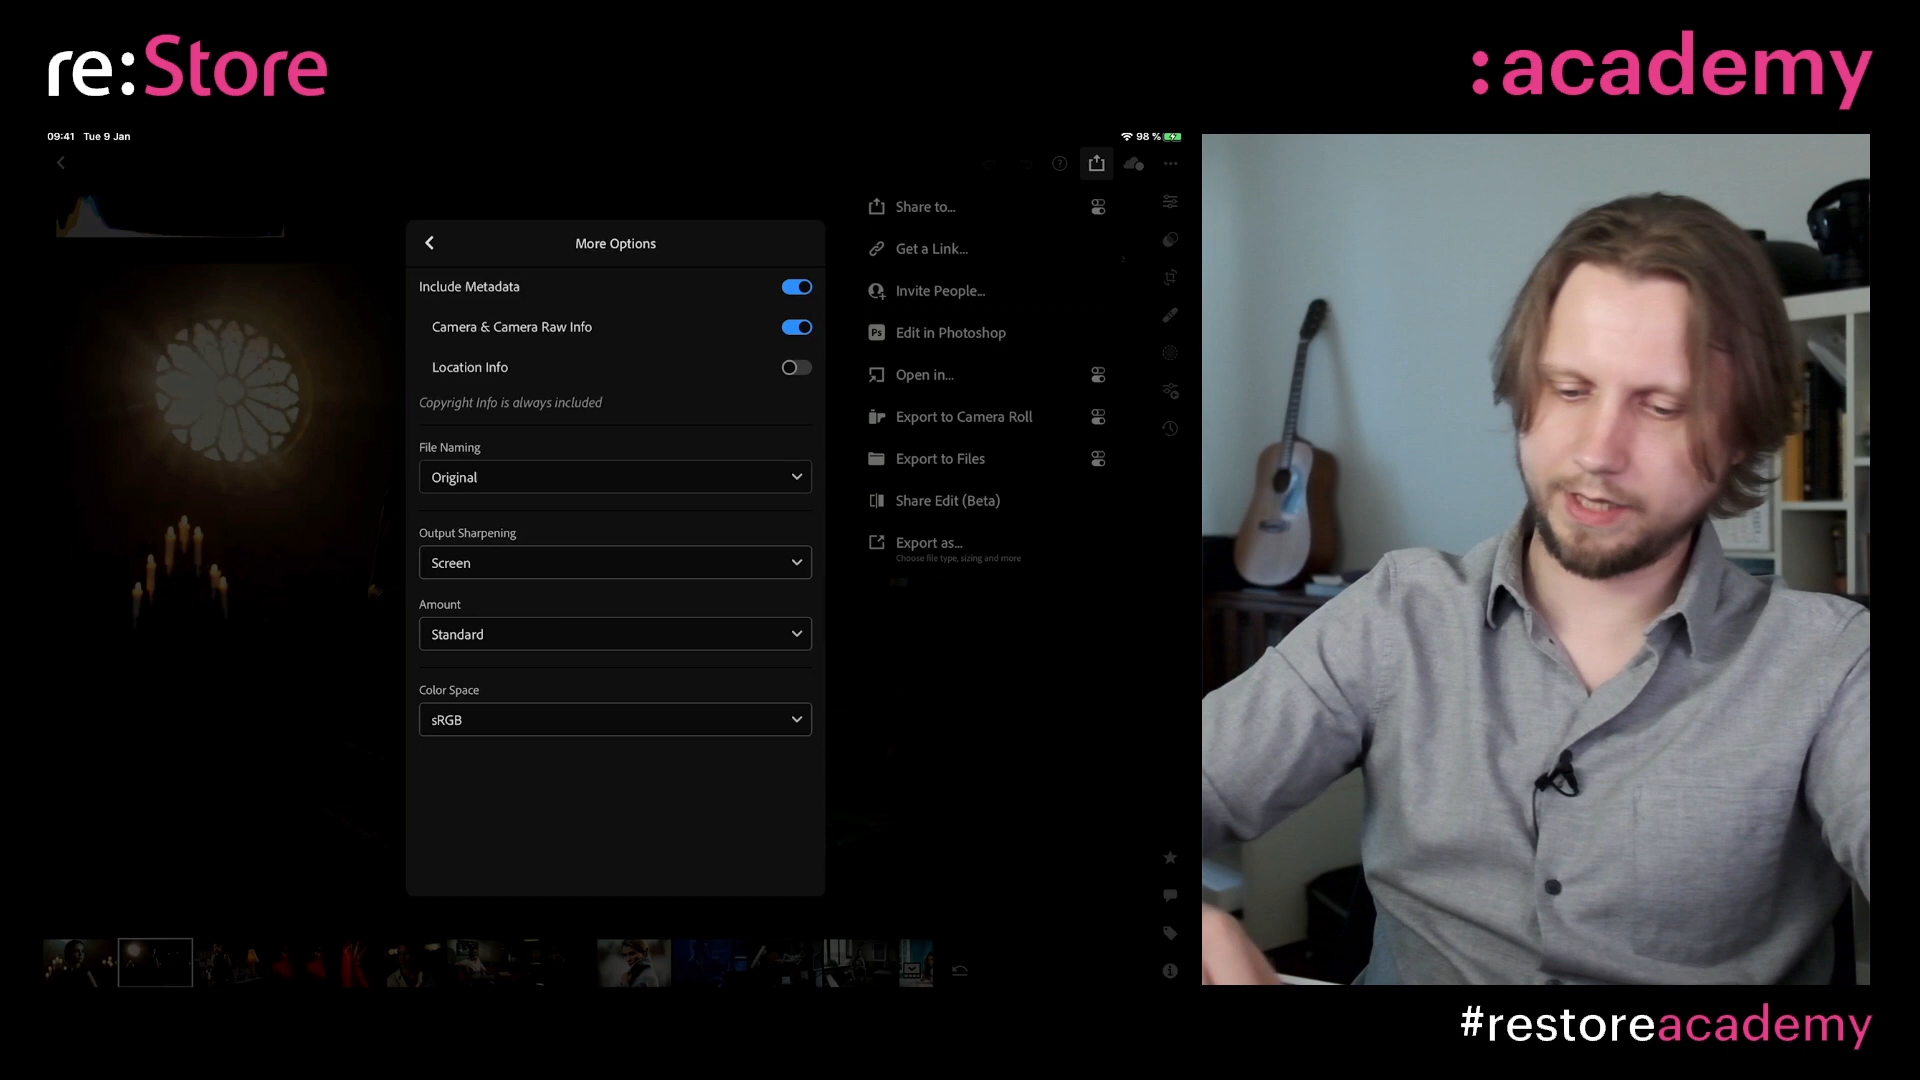 re:Store
:academy
09:41 Tue 9 Jan
98 %
More Options
Include Metadata
Camera & Camera Raw Info
Location Info
Copyright Info is always included
File Naming
Original
Output Sharpening
Screen
Amount
Standard
Color Space
sRGB
Share to...
Get a Link...
Invite People...
Ps Edit in Photoshop
Open in...
Export to Camera Roll
Export to Files
Share Edit (Beta)
Export as...
Choose file type, sizing and more
#restoreacademy